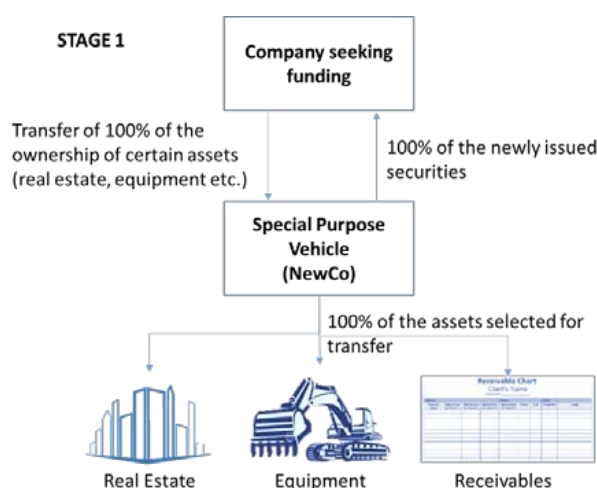 STAGE 1
Company seeking
funding
Transfer of 100% of the
ownership of certain assets
(real estate, equipment etc.)
100% of the newly issued
securities
Special Purpose
Vehicle
(NewCo)
100% of the assets selected for
transfer
Receivable Chart
Client's Name
Real Estate
Equipment
Receivables